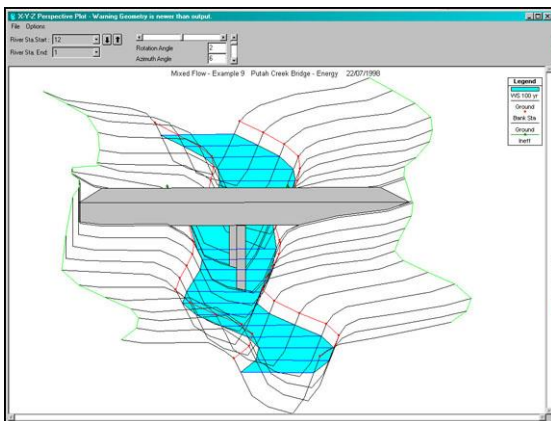 X-Y-Z Perspective Plot - Warning Geometry is newer than output.
File Options
River Sta.Start : 12
River Sta. End: 1
Rotation Angle 2
Azimuth Angle 6
Mixed Flow - Example 9 Putah Creek Bridge - Energy 22/07/1998
Legend
WS 100 yr
Ground
Bank Sta
Ground
Ineff